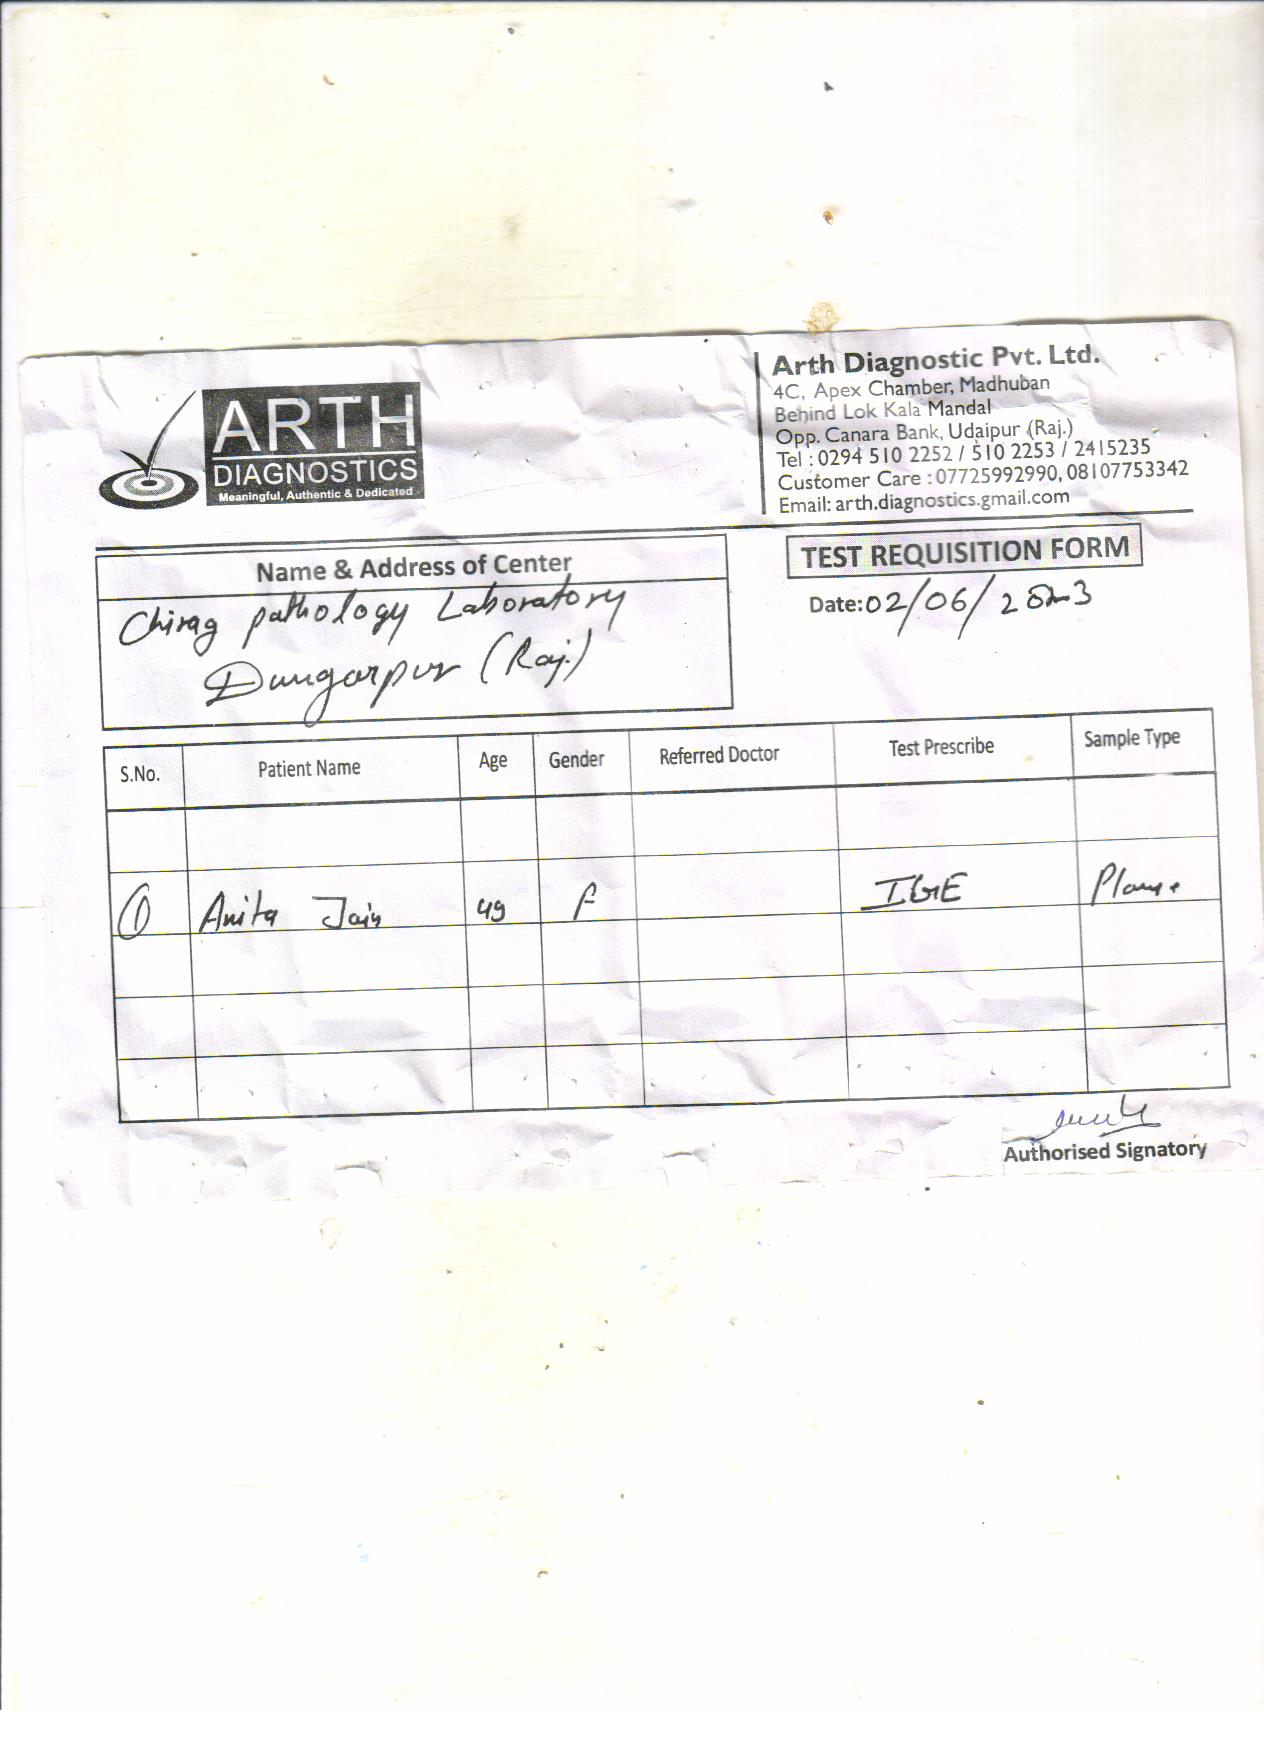 ARTH
DIAGNOSTICS
Meaningful, Authentic & Dedicated
Arth Diagnostic Pvt. Ltd.
4C, Apex Chamber, Madhuban
Behind Lok Kala Mandal
Opp. Canara Bank, Udaipur (Raj.)
Tel : 0294 510 2252 / 510 2253 / 2415235
Customer Care : 07725992990, 08107753342
Email: arth.diagnostics.gmail.com
TEST REQUISITION FORM
Date: 02/06/2023
Name & Address of Center
Chirag pathology Laboratory
Dungarpur (Raj.)
S.No. Patient Name Age Gender Referred Doctor Test Prescribe Sample Type
1 Anita Jain 49 F IGE
Authorised Signatory